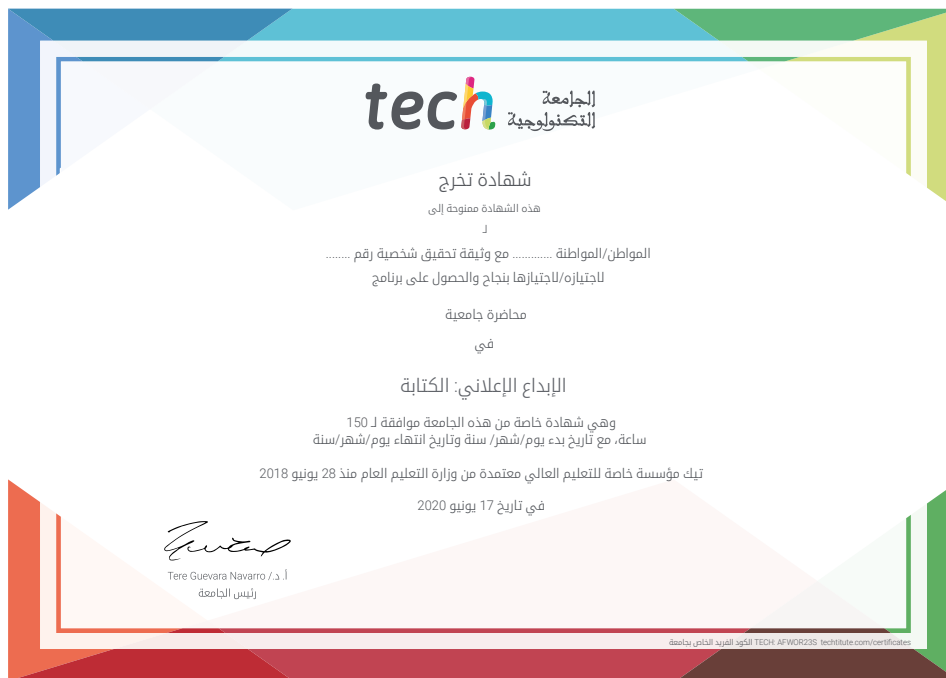 tech الجامعة
التكنولوجية
شهادة تخرج
هذه الشهادة ممنوحة إلى
لـ
المواطن/المواطنة ............ مع وثيقة تحقيق شخصية رقم ........
لاجتيازه/لاجتيازها بنجاح والحصول على برنامج
محاضرة جامعية
في
الإبداع الإعلاني: الكتابة
وهي شهادة خاصة من هذه الجامعة موافقة لـ 150
ساعة، مع تاريخ بدء يوم/شهر/ سنة وتاريخ انتهاء يوم/شهر/سنة
تيك مؤسسة خاصة للتعليم العالي معتمدة من وزارة التعليم العام منذ 28 يونيو 2018
في تاريخ 17 يونيو 2020
أ. د./ Tere Guevara Navarro
رئيس الجامعة
الكود الفريد الخاص بجامعة TECH: AFWOR23S techtitute.com/certificates